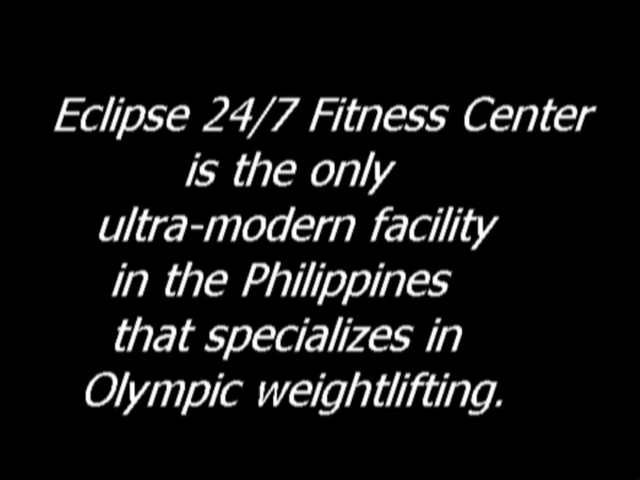 Eclipse 24/7 Fitness Center
is the only
ultra-modern facility
in the Philippines
that specializes in
Olympic weightlifting.